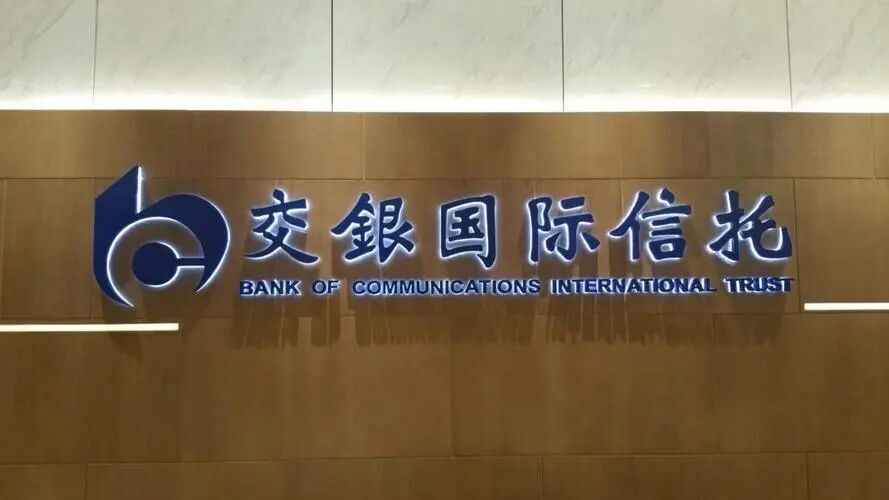 交銀国际信托
BANK OF COMMUNICATIONS INTERNATIONAL TRUST